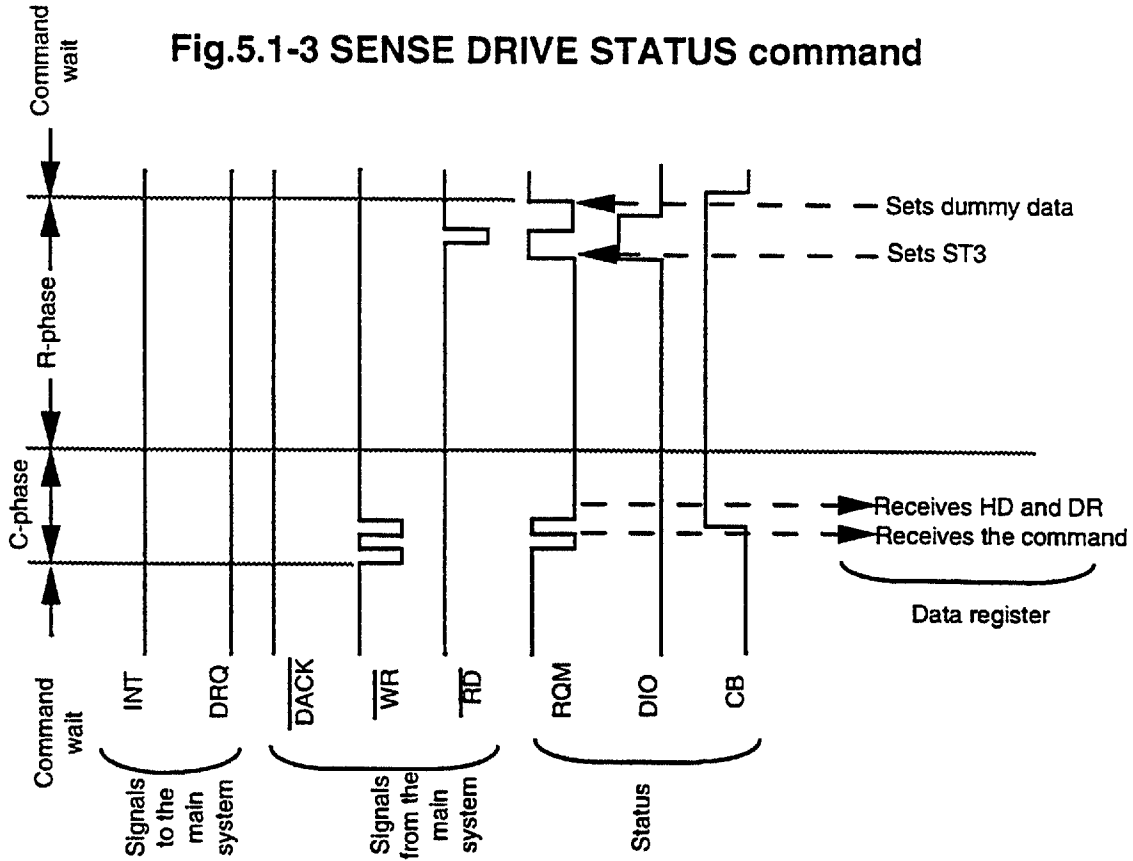 Fig.5.1-3 SENSE DRIVE STATUS command
Command
wait
R-phase
C-phase
Command
wait
Sets dummy data
Sets ST3
Receives HD and DR
Receives the command
Data register
INT
DRQ
DACK
WR
RD
RQM
DIO
CB
Signals
to the
main
system
Signals
from the
main
system
Status